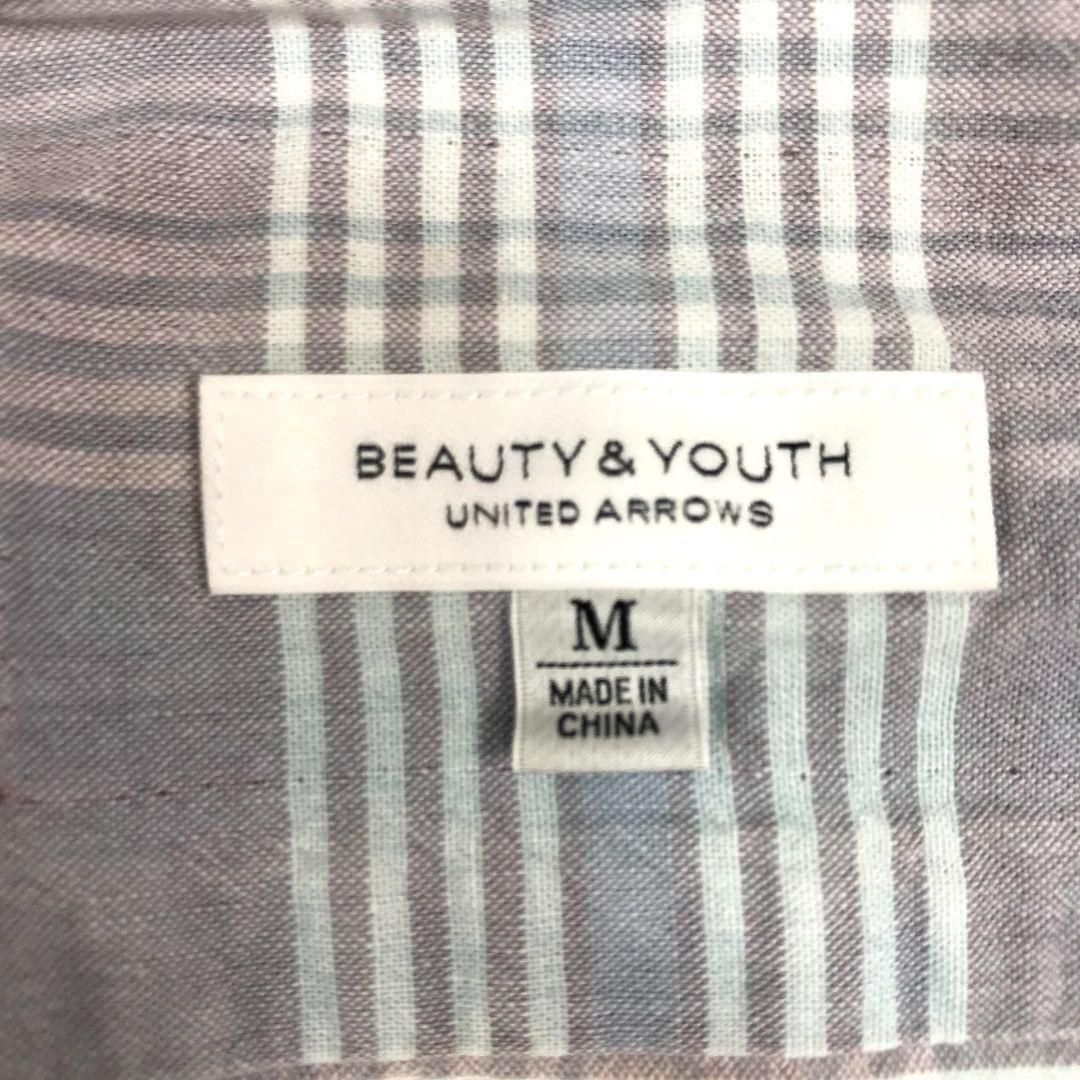 BEAUTY & YOUTH
UNITED ARROWS
M
MADE IN
CHINA